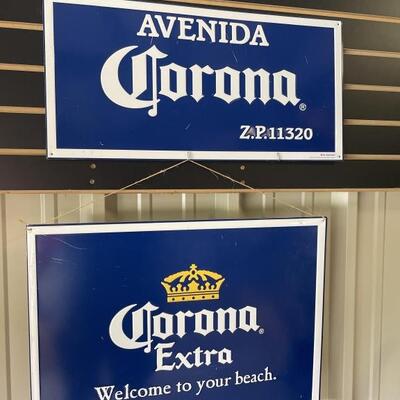 AVENIDA
Corona®
Z.P.11320
Corona®
Extra
Welcome to your beach.